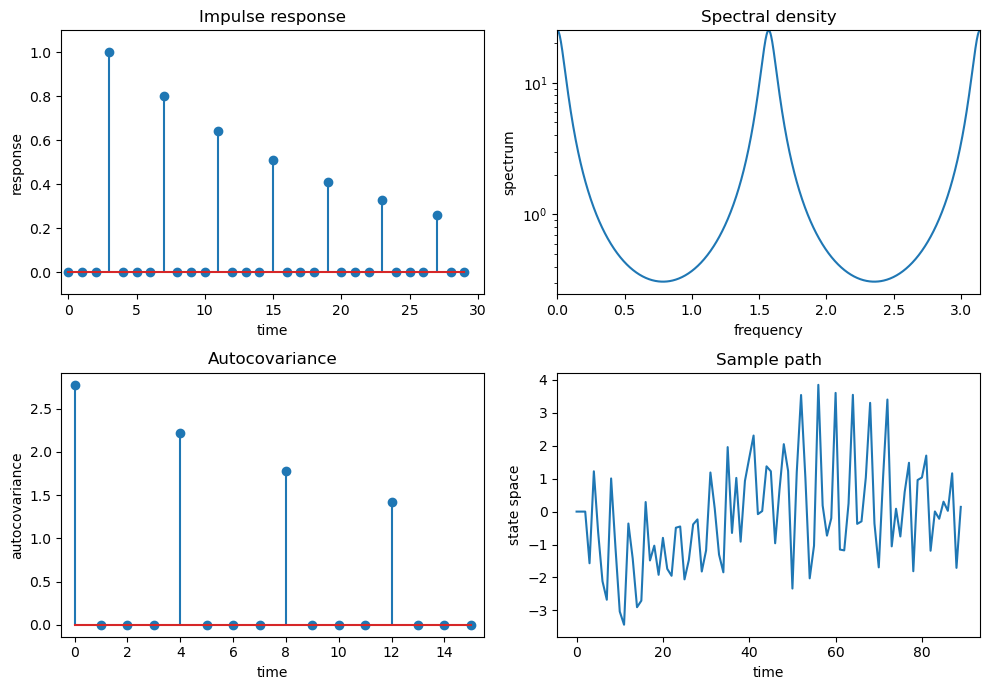 Impulse response
1.0
0.8
0.6
0.4
0.2
0.0
response
0 5 10 15 20 25 30
time
Spectral density
10¹
10⁰
spectrum
0.0 0.5 1.0 1.5 2.0 2.5 3.0
frequency
Autocovariance
2.5
2.0
1.5
1.0
0.5
0.0
autocovariance
0 2 4 6 8 10 12 14
time
Sample path
4
3
2
1
0
−1
−2
−3
state space
0 20 40 60 80
time